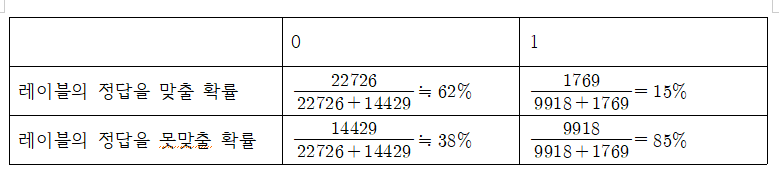 0 1
레이블의 정답을 맞출 확률 22726/(22726+14429) ≒ 62% 1769/(9918+1769) = 15%
레이블의 정답을 못맞출 확률 14429/(22726+14429) ≒ 38% 9918/(9918+1769) = 85%